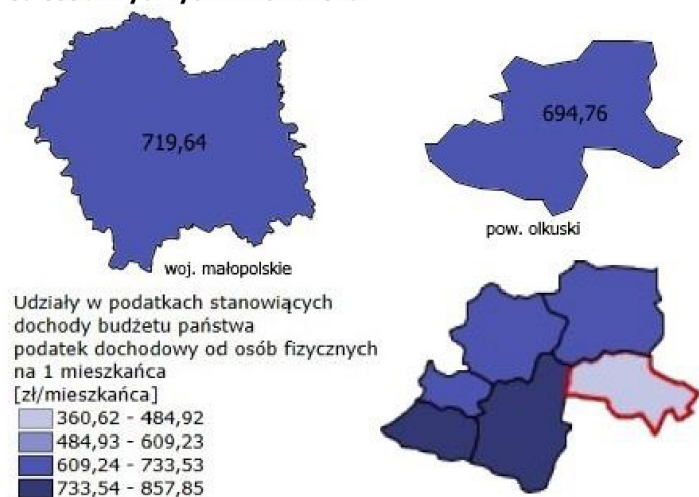 719,64
694,76
woj. małopolskie
pow. olkuski
Udziały w podatkach stanowiących
dochody budżetu państwa
podatek dochodowy od osób fizycznych
na 1 mieszkańca
[zł/mieszkańca]
360,62 - 484,92
484,93 - 609,23
609,24 - 733,53
733,54 - 857,85